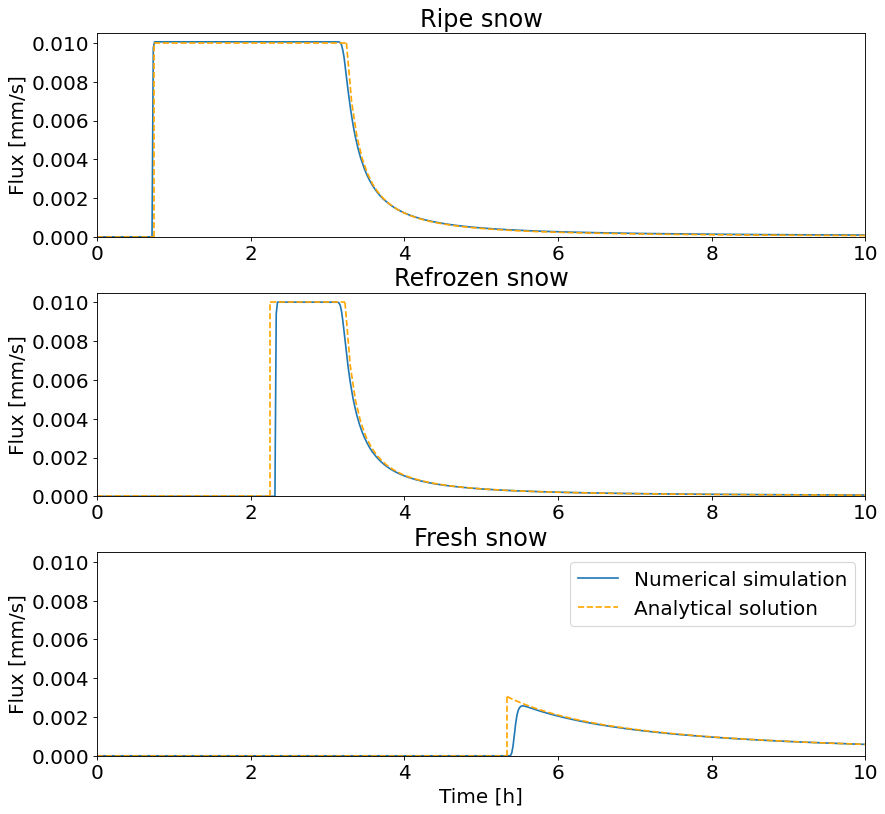 Ripe snow
Flux [mm/s]
0.010
0.008
0.006
0.004
0.002
0.000
0 2 4 6 8 10
Refrozen snow
Flux [mm/s]
0.010
0.008
0.006
0.004
0.002
0.000
0 2 4 6 8 10
Fresh snow
Flux [mm/s]
0.010
0.008
0.006
0.004
0.002
0.000
Numerical simulation
Analytical solution
0 2 4 6 8 10
Time [h]